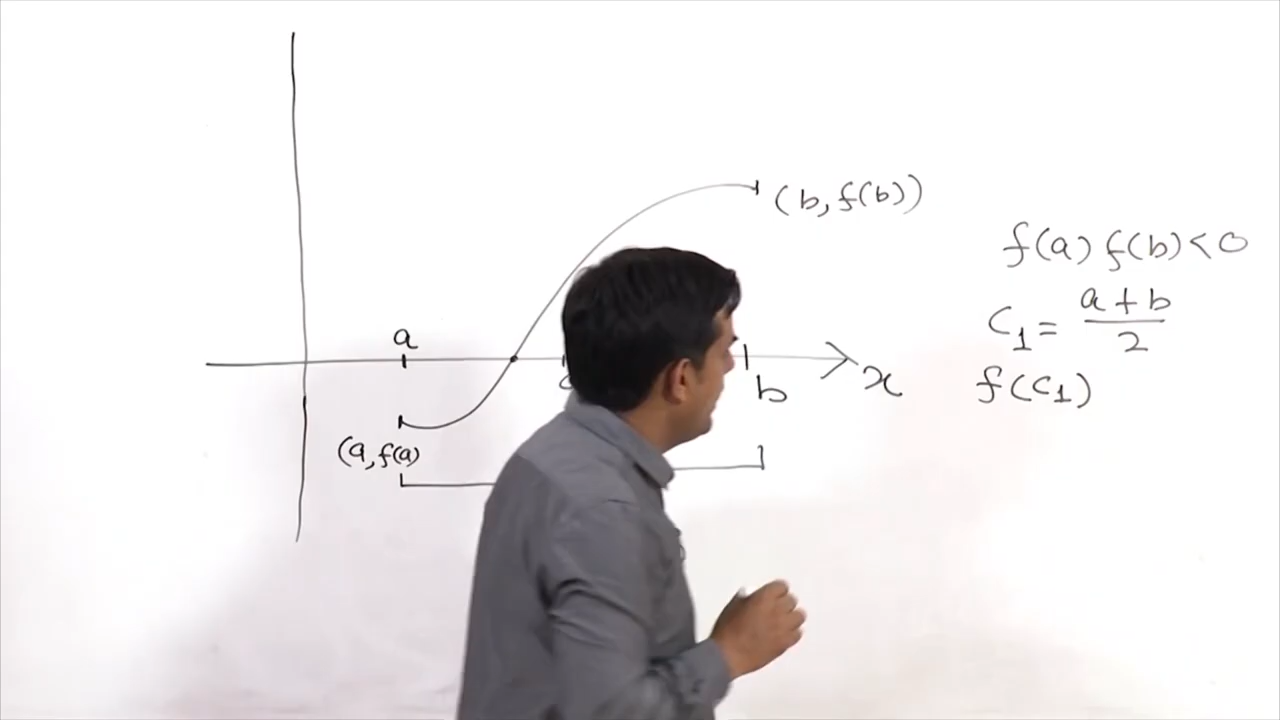 (b, f(b))
f(a) f(b) < 0
C₁ = (a + b)/2
a
x
b
f(C₁)
(a, f(a)